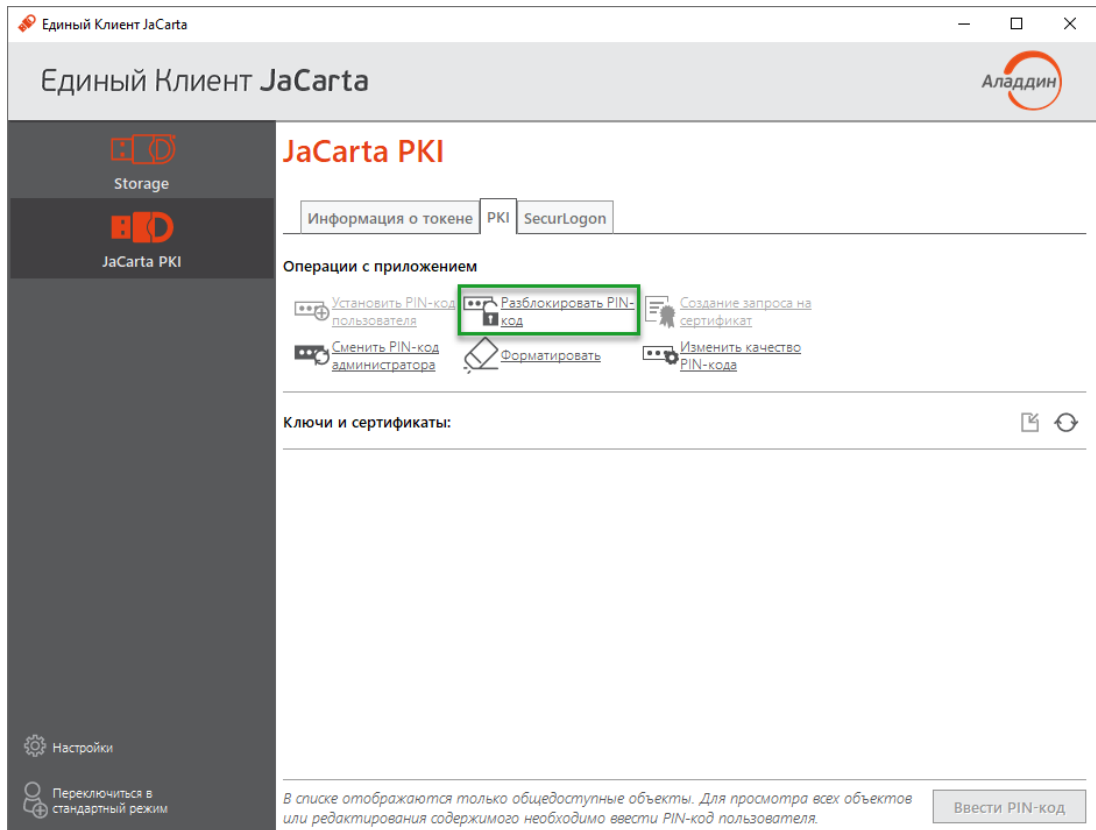 Единый Клиент JaCarta
Единый Клиент JaCarta
Аладдин
Storage
JaCarta PKI
JaCarta PKI
Информация о токене
PKI
SecurLogon
Операции с приложением
Установить PIN-код
пользователя
Разблокировать PIN-
код
Создание запроса на
сертификат
Сменить PIN-код
администратора
Форматировать
Изменить качество
PIN-кода
Ключи и сертификаты:
Настройки
Переключиться в
стандартный режим
В списке отображаются только общедоступные объекты. Для просмотра всех объектов
или редактирования содержимого необходимо ввести PIN-код пользователя.
Ввести PIN-код